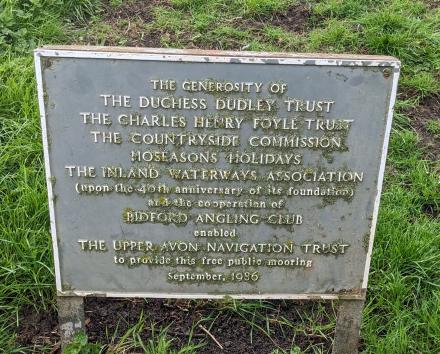 THE GENEROSITY OF
THE DUCHESS DUDLEY TRUST
THE CHARLES HENRY FOYLE TRUST
THE COUNTRYSIDE COMMISSION
HOSEASONS HOLIDAYS
THE INLAND WATERWAYS ASSOCIATION
(upon the 40th anniversary of its foundation)
and the cooperation of
BIDFORD ANGLING CLUB
enabled
THE UPPER AVON NAVIGATION TRUST
to provide this free public mooring
September, 1986